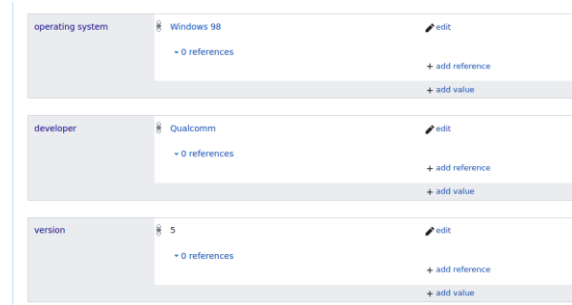 operating system Windows 98 edit
0 references
+ add reference
+ add value
developer Qualcomm edit
0 references
+ add reference
+ add value
version 5 edit
0 references
+ add reference
+ add value